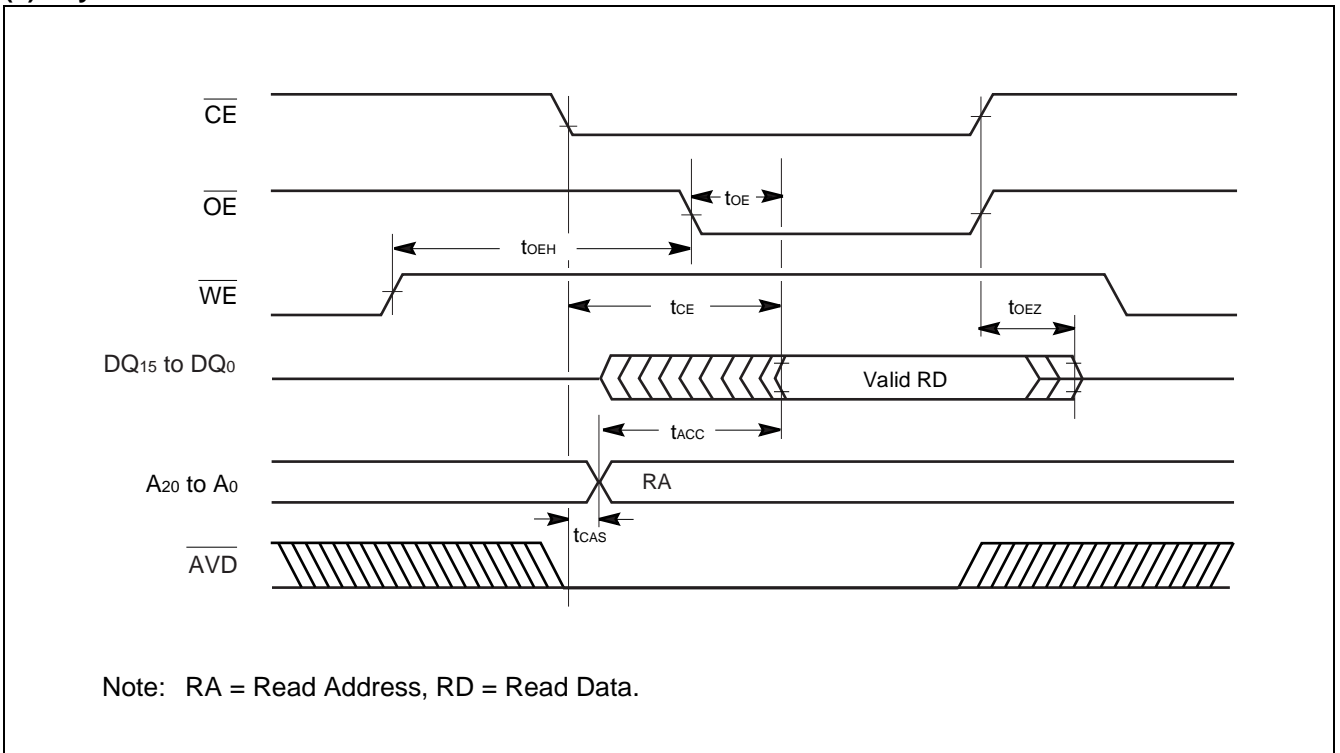 CE
OE
tOE
tOEH
WE
tCE
tOEZ
DQ15 to DQ0
Valid RD
tACC
A20 to A0
RA
tCAS
AVD
Note: RA = Read Address, RD = Read Data.